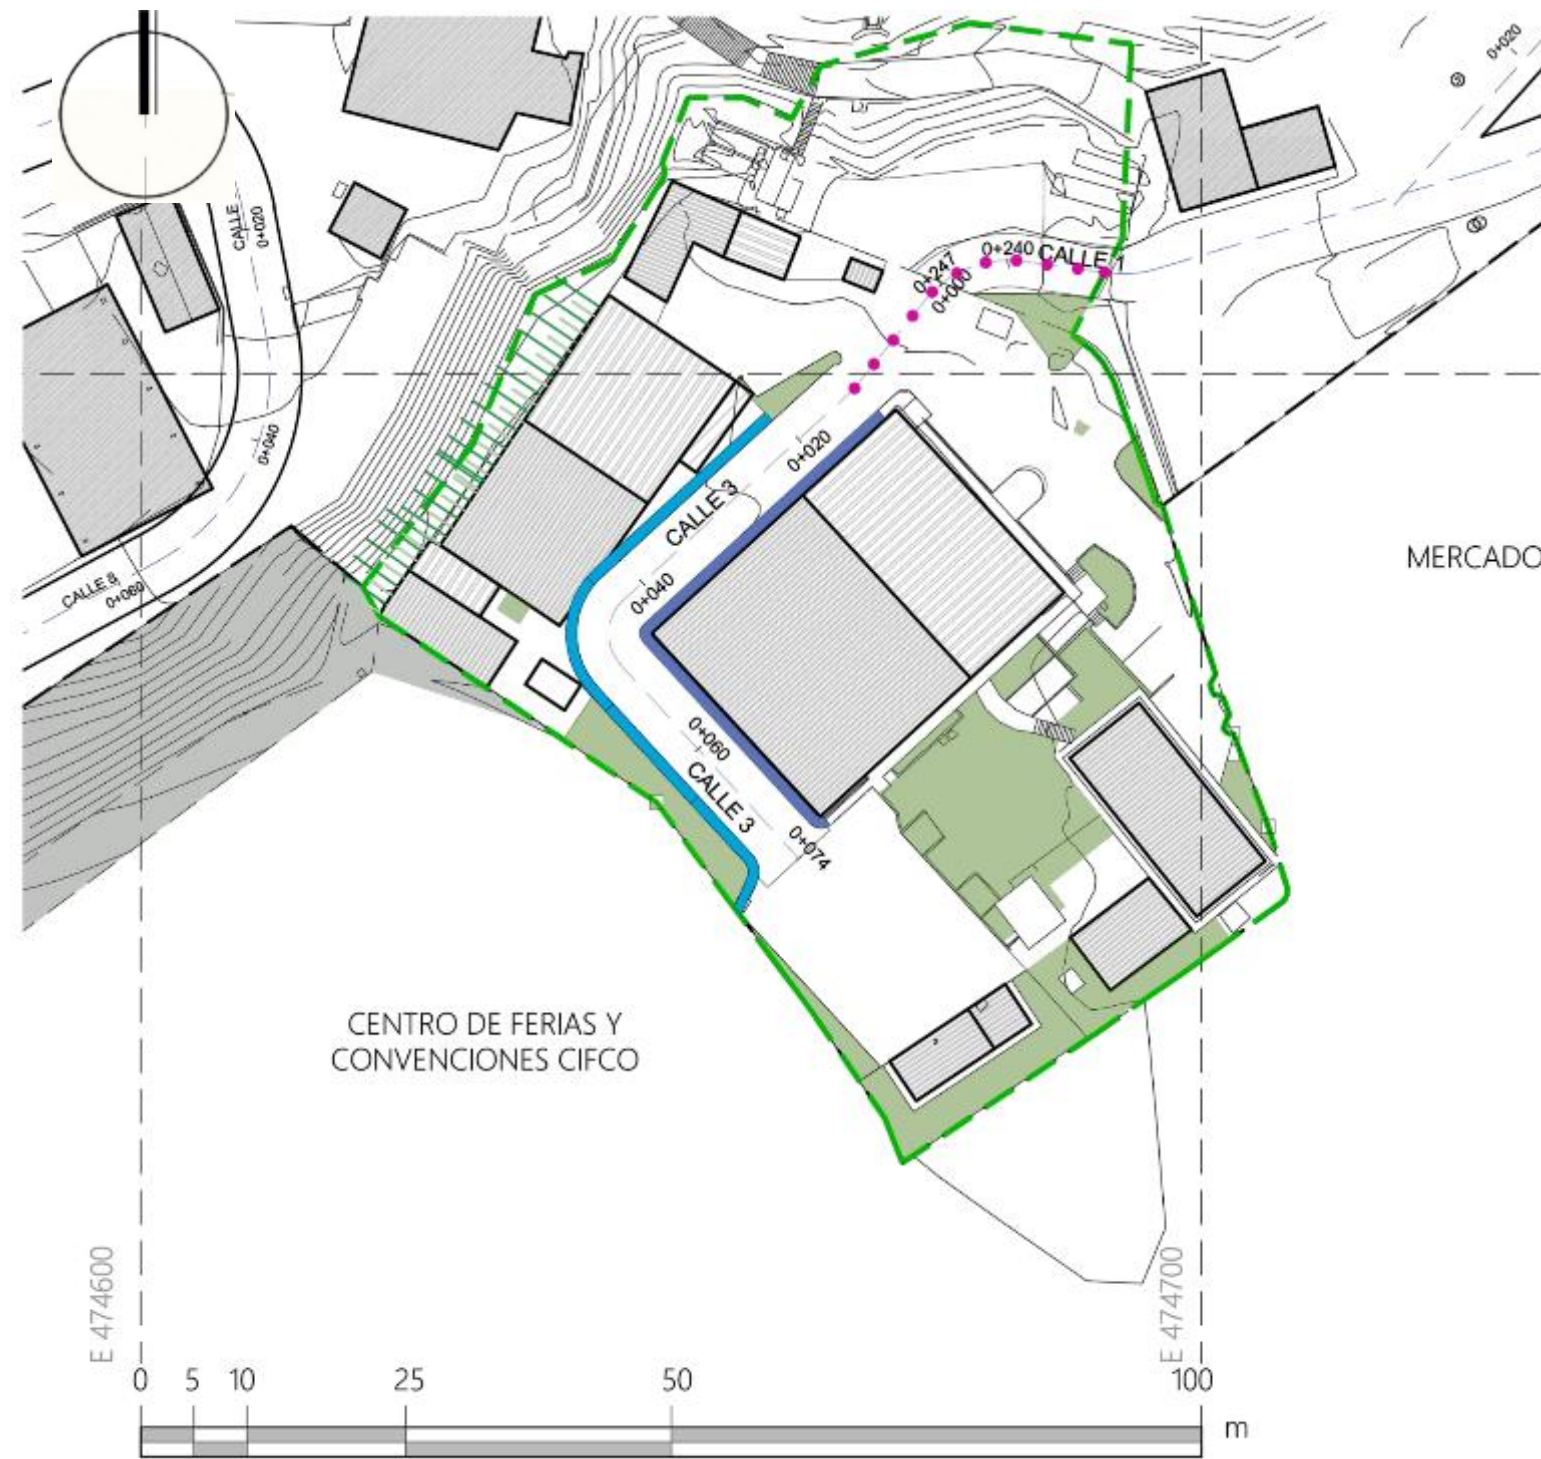 0+020
CALLE
0+020
0+240
CALLE 1
0+247
0+000
0+020
CALLE 3
0+040
CALLE 8
0+060
0+040
MERCADO
0+060
CALLE 3
0+074
CENTRO DE FERIAS Y
CONVENCIONES CIFCO
E 474600
E 474700
0 5 10 25 50 100
m